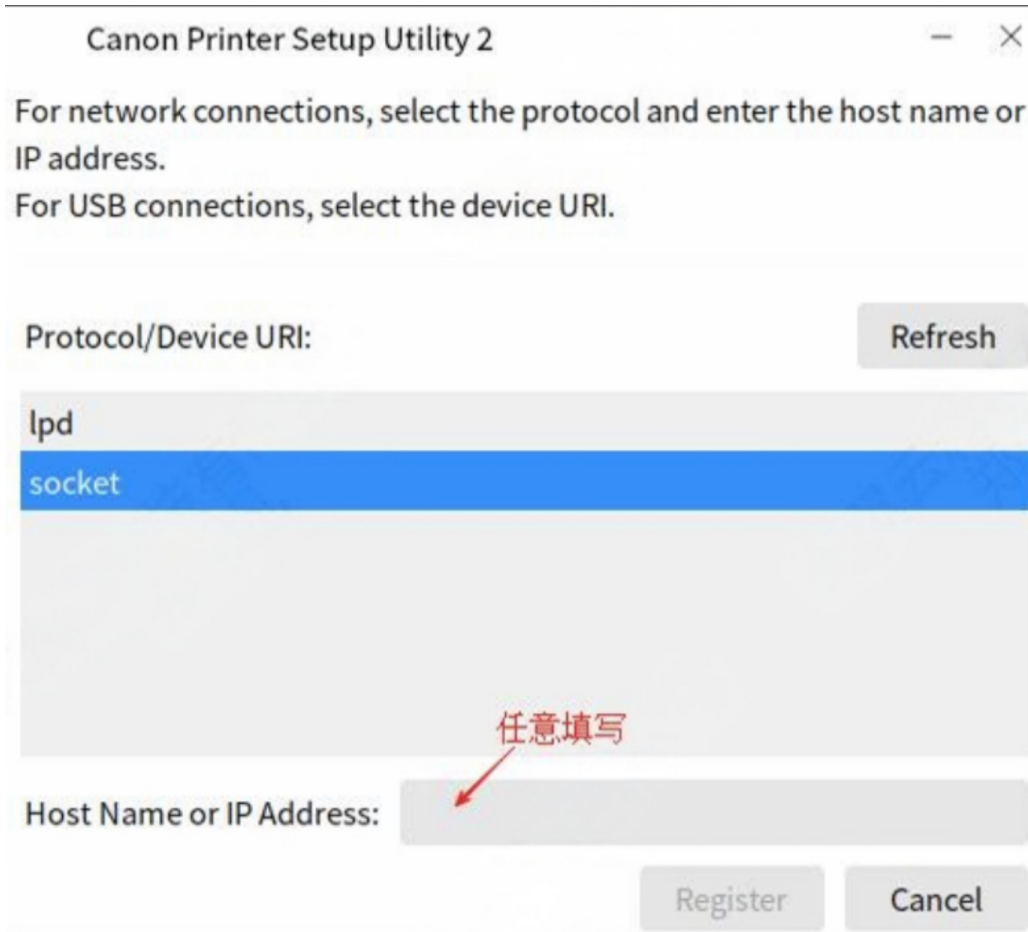 Canon Printer Setup Utility 2
For network connections, select the protocol and enter the host name or
IP address.
For USB connections, select the device URI.
Protocol/Device URI:
Refresh
lpd
socket
任意填写
Host Name or IP Address:
Register
Cancel